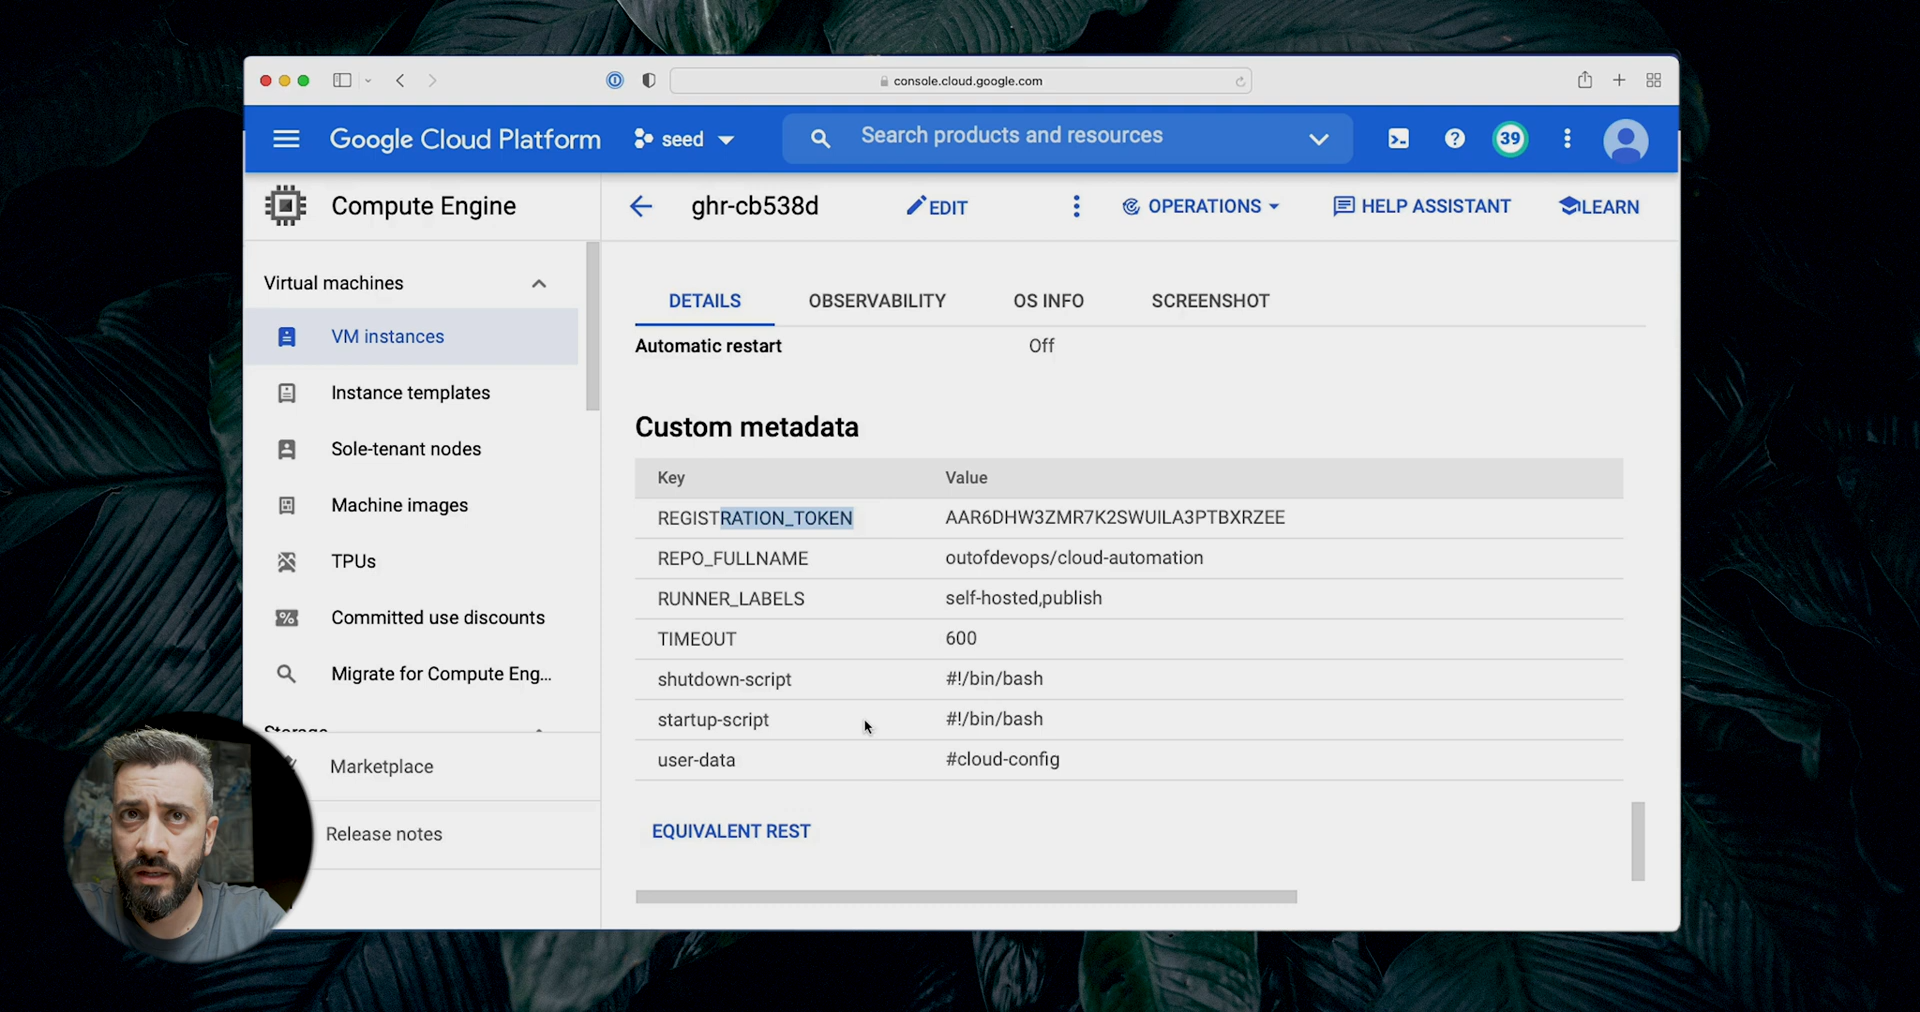 console.cloud.google.com
Google Cloud Platform
seed
Search products and resources
39
Compute Engine
ghr-cb538d
EDIT
OPERATIONS
HELP ASSISTANT
LEARN
Virtual machines
VM instances
Instance templates
Sole-tenant nodes
Machine images
TPUs
Committed use discounts
Migrate for Compute Eng...
Storage
Marketplace
Release notes
DETAILS
OBSERVABILITY
OS INFO
SCREENSHOT
Automatic restart Off
Custom metadata
Key Value
REGISTRATION_TOKEN AAR6DHW3ZMR7K2SWUILA3PTBXRZEE
REPO_FULLNAME outofdevops/cloud-automation
RUNNER_LABELS self-hosted,publish
TIMEOUT 600
shutdown-script #!/bin/bash
startup-script #!/bin/bash
user-data #cloud-config
EQUIVALENT REST